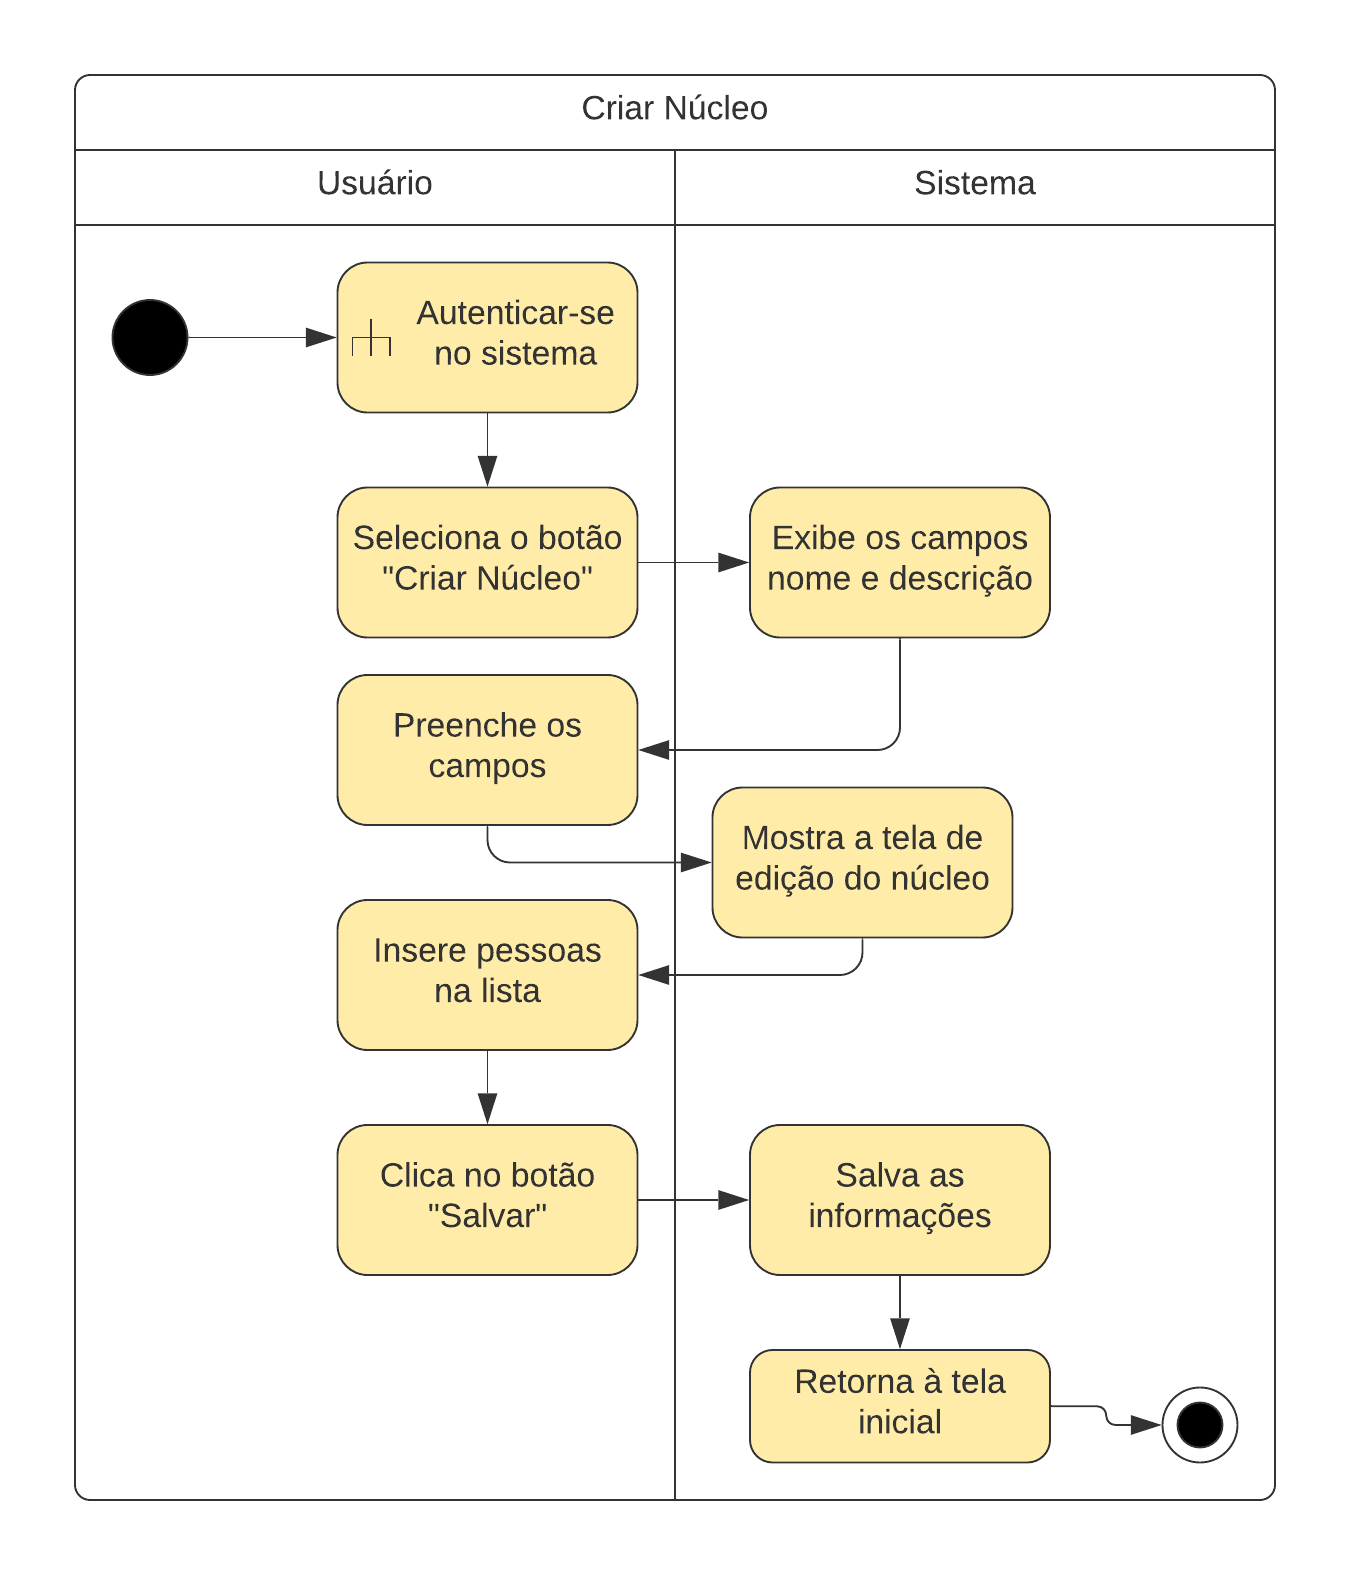 Criar Núcleo
Usuário
Sistema
Autenticar-se
no sistema
Seleciona o botão
"Criar Núcleo"
Exibe os campos
nome e descrição
Preenche os
campos
Mostra a tela de
edição do núcleo
Insere pessoas
na lista
Clica no botão
"Salvar"
Salva as
informações
Retorna à tela
inicial